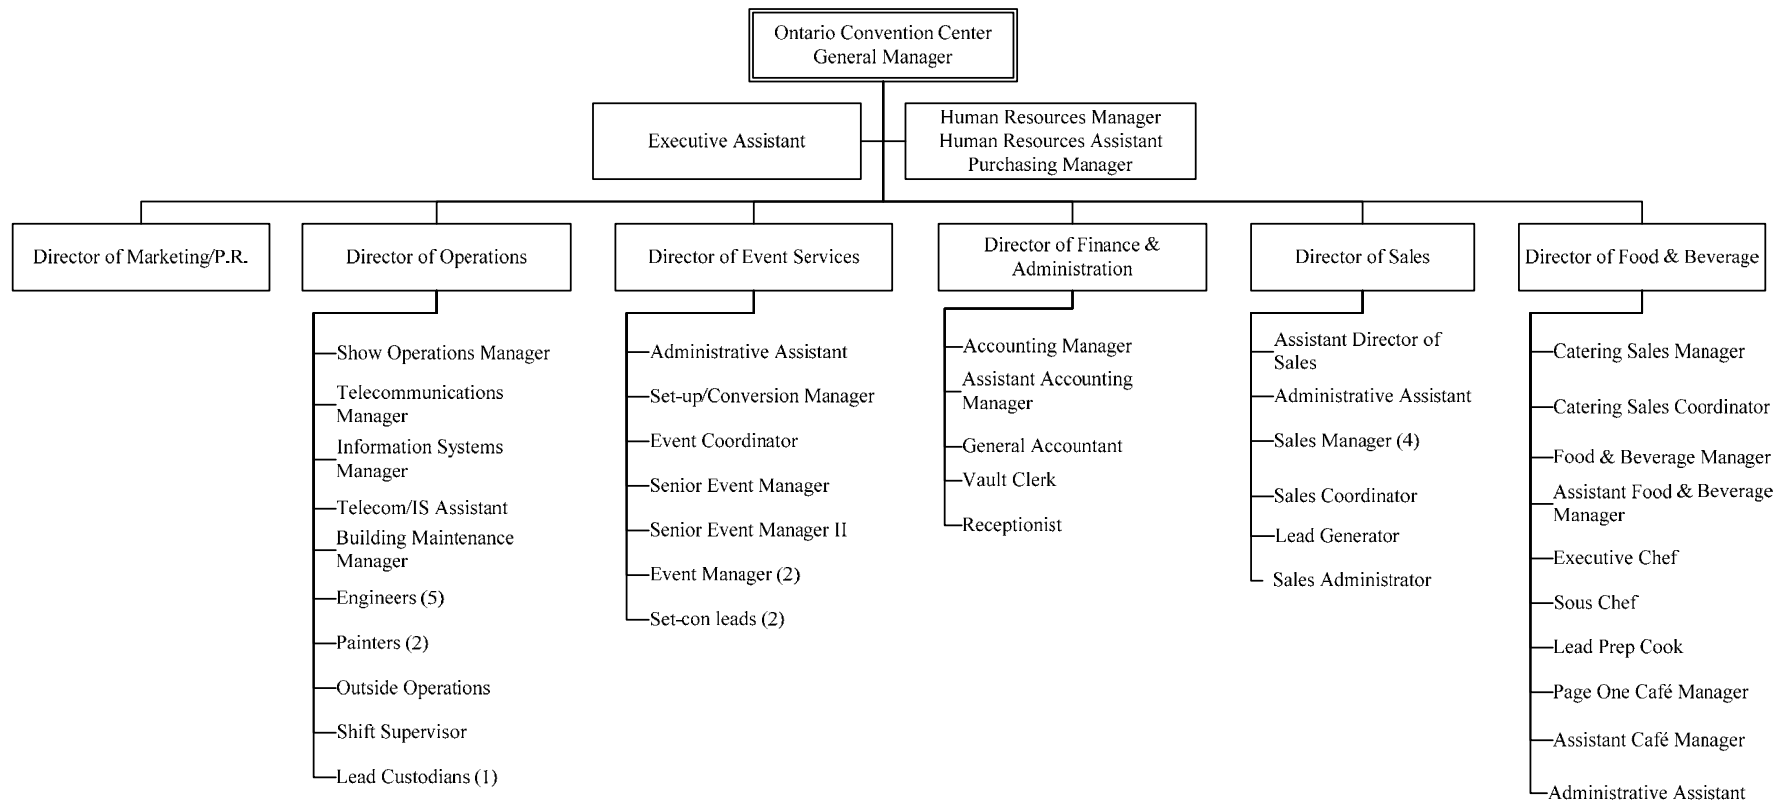 Ontario Convention Center
General Manager
Executive Assistant
Human Resources Manager
Human Resources Assistant
Purchasing Manager
Director of Marketing/P.R.
Director of Operations
Director of Event Services
Director of Finance &
Administration
Director of Sales
Director of Food & Beverage
Show Operations Manager
Telecommunications
Manager
Information Systems
Manager
Telecom/IS Assistant
Building Maintenance
Manager
Engineers (5)
Painters (2)
Outside Operations
Shift Supervisor
Lead Custodians (1)
Administrative Assistant
Set-up/Conversion Manager
Event Coordinator
Senior Event Manager
Senior Event Manager II
Event Manager (2)
Set-con leads (2)
Accounting Manager
Assistant Accounting
Manager
General Accountant
Vault Clerk
Receptionist
Assistant Director of
Sales
Administrative Assistant
Sales Manager (4)
Sales Coordinator
Lead Generator
Sales Administrator
Catering Sales Manager
Catering Sales Coordinator
Food & Beverage Manager
Assistant Food & Beverage
Manager
Executive Chef
Sous Chef
Lead Prep Cook
Page One Café Manager
Assistant Café Manager
Administrative Assistant